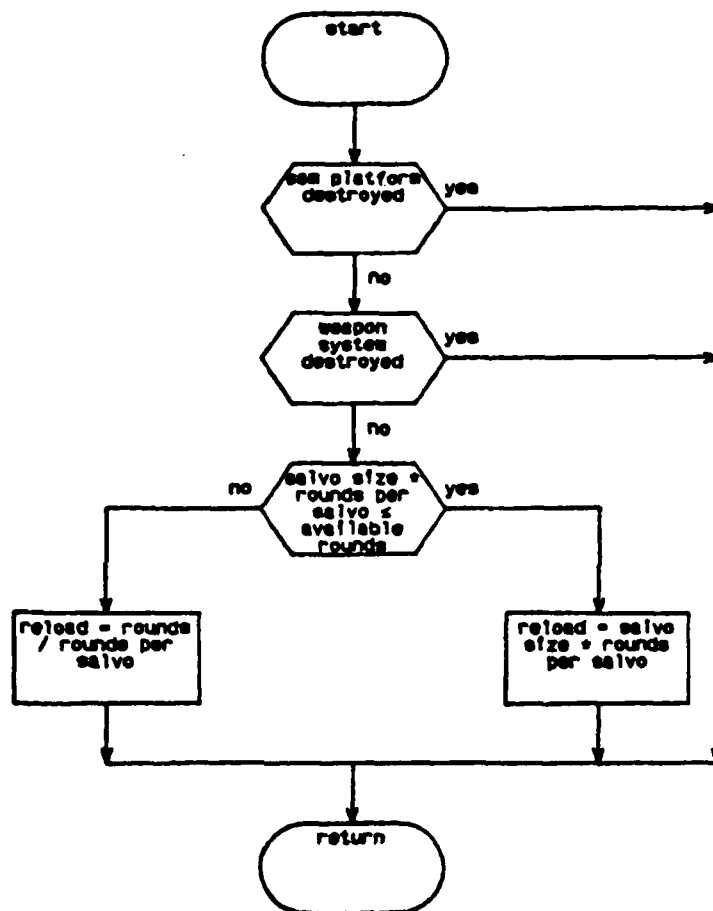 start
sam platform
destroyed
yes
no
weapon
system
destroyed
yes
no
salvo size *
rounds per
salvo ≤
available
rounds
no
yes
reload = rounds
/ rounds per
salvo
reload = salvo
size * rounds
per salvo
return